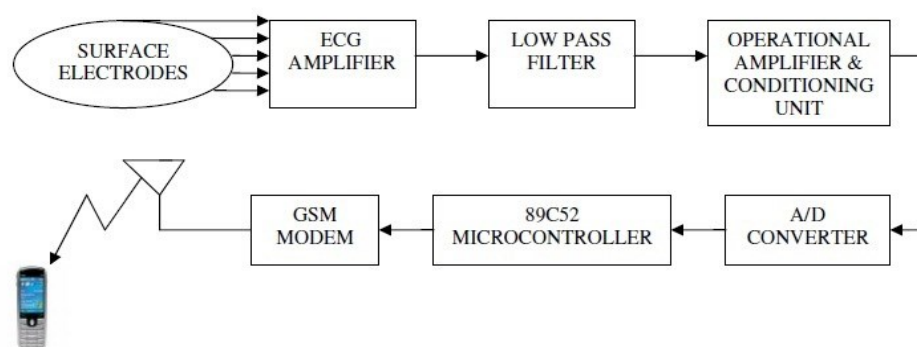 SURFACE
ELECTRODES
ECG
AMPLIFIER
LOW PASS
FILTER
OPERATIONAL
AMPLIFIER &
CONDITIONING
UNIT
GSM
MODEM
89C52
MICROCONTROLLER
A/D
CONVERTER